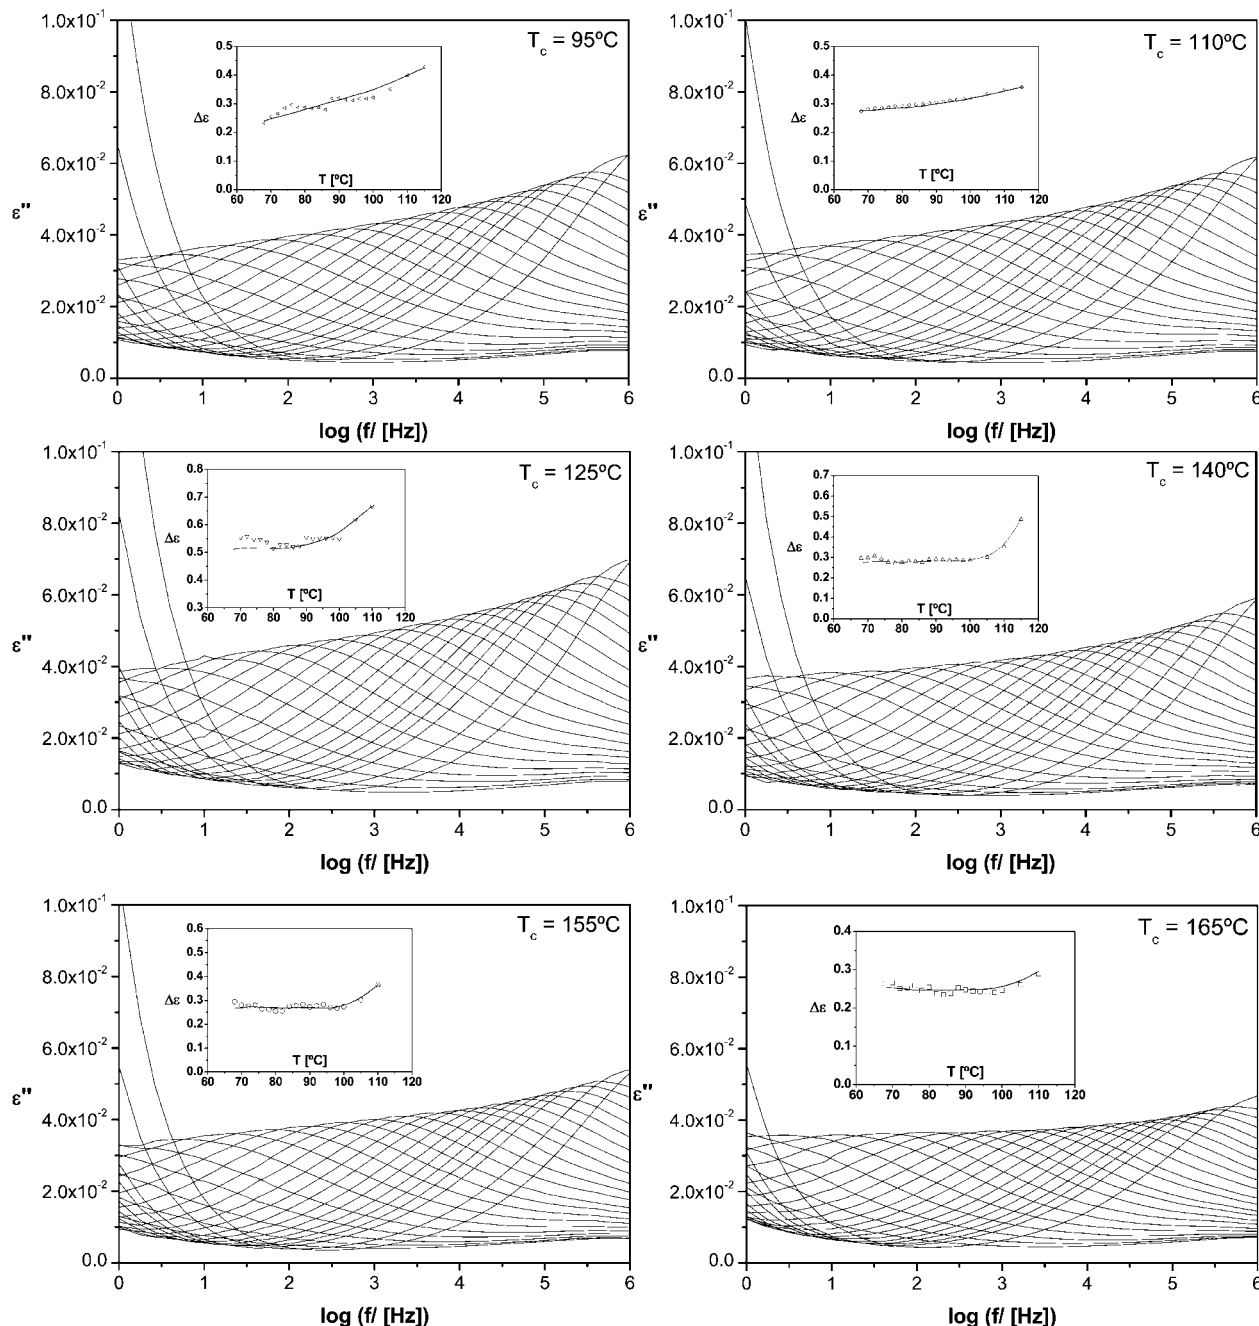 T_c = 95ºC
1.0x10^-1
8.0x10^-2
6.0x10^-2
4.0x10^-2
2.0x10^-2
0.0
ε"
0 1 2 3 4 5 6
log (f/ [Hz])
0.5
0.4
0.3
0.2
0.1
0.0
Δε
T [ºC]
60 70 80 90 100 110 120
T_c = 110ºC
1.0x10^-1
8.0x10^-2
6.0x10^-2
4.0x10^-2
2.0x10^-2
0.0
ε"
0 1 2 3 4 5 6
log (f/ [Hz])
0.5
0.4
0.3
0.2
0.1
0.0
Δε
T [ºC]
60 70 80 90 100 110 120
T_c = 125ºC
1.0x10^-1
8.0x10^-2
6.0x10^-2
4.0x10^-2
2.0x10^-2
0.0
ε"
0 1 2 3 4 5 6
log (f/ [Hz])
0.8
0.7
0.6
0.5
0.4
0.3
Δε
T [ºC]
60 70 80 90 100 110 120
T_c = 140ºC
1.0x10^-1
8.0x10^-2
6.0x10^-2
4.0x10^-2
2.0x10^-2
0.0
ε"
0 1 2 3 4 5 6
log (f/ [Hz])
0.7
0.6
0.5
0.4
0.3
0.2
0.1
0.0
Δε
T [ºC]
60 70 80 90 100 110 120
T_c = 155ºC
1.0x10^-1
8.0x10^-2
6.0x10^-2
4.0x10^-2
2.0x10^-2
0.0
ε"
0 1 2 3 4 5 6
log (f/ [Hz])
0.6
0.5
0.4
0.3
0.2
0.1
0.0
Δε
T [ºC]
60 70 80 90 100 110 120
T_c = 165ºC
1.0x10^-1
8.0x10^-2
6.0x10^-2
4.0x10^-2
2.0x10^-2
0.0
ε"
0 1 2 3 4 5 6
log (f/ [Hz])
0.4
0.3
0.2
0.1
0.0
Δε
T [ºC]
60 70 80 90 100 110 120